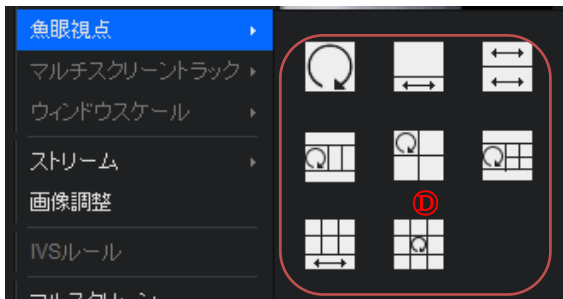 魚眼視点
マルチスクリーントラック
ウィンドウスケール
ストリーム
画像調整
IVSルール
Ⓓ